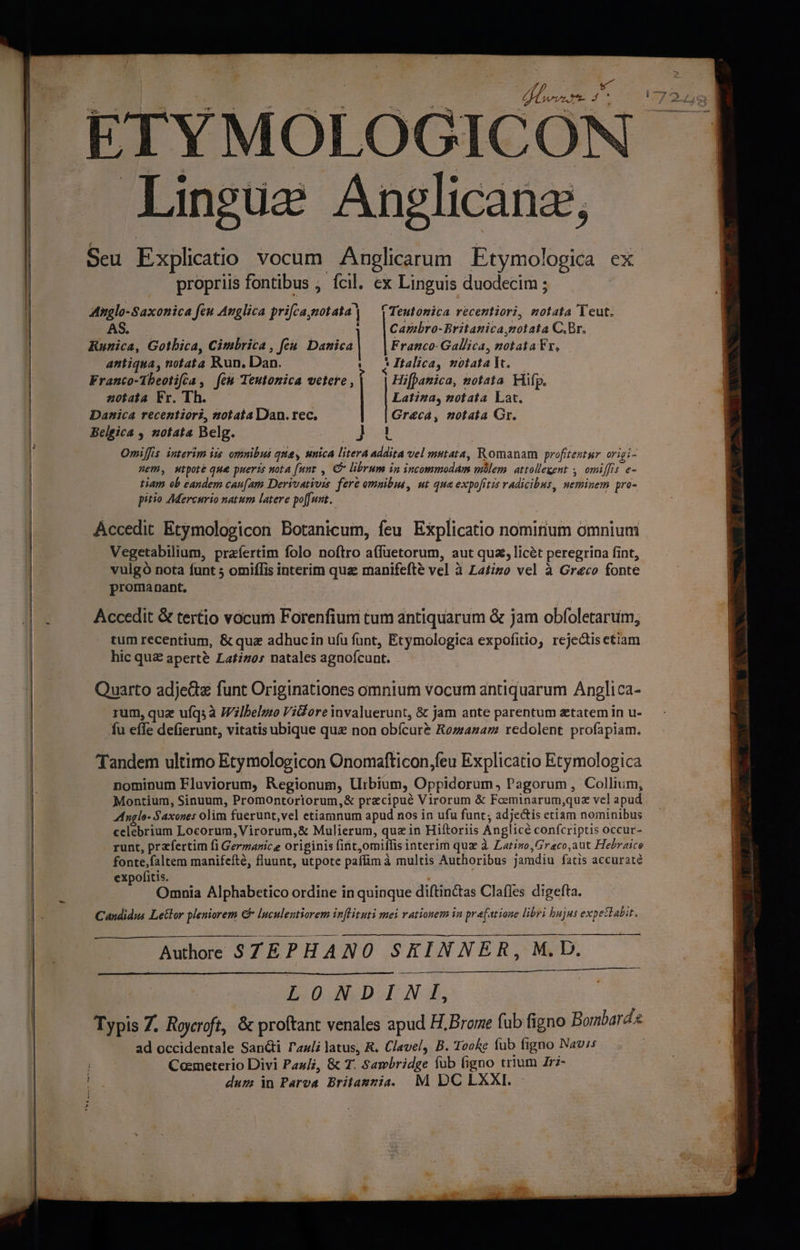 17248
ETYMOLOGICON
Linguæ Anglicanæ,
Seu Explicatio vocum Anglicarum Etymologica ex
propriis fontibus, ſcil. ex Linguis duodecim;
Anglo-Saxonica ſeu Anglica priſca, notata AS.
Runica, Gothica, Cimbrica, ſeu Danica antiqua, notata Run. Dan.
Franco-Theotiſca, ſeu Teutonica vetere, notata Fr. Th.
Danica recentiori, notata Dan. rec.
Belgica, notata Belg.
Teutonica recentiori, notata Teut.
Cambro-Britanica, notata C. Br.
Franco-Gallica, notata Fr.
Italica, notata It.
Hiſpanica, notata Hiſp.
Latina, notata Lat.
Græca, notata Gr.
Omiſſis interim iis omnibus quæ, unica litera addita vel mutata, Romanam profitentur origi-
nem, utpote quæ pueris nota ſunt, & librum in incommodam molem attollerent; omiſſis e-
tiam ob eandem cauſam Derivativis ferè omnibus, ut quæ expoſitis radicibus, neminem pro-
pitio Mercurio natum latere poſſunt.
Accedit Etymologicon Botanicum, ſeu Explicatio nominum omnium
Vegetabilium, præſertim ſolo noſtro aſſuetorum, aut quæ, licèt peregrina ſint,
vulgò nota ſunt; omiſſis interim quæ manifeſtè vel à Latino vel à Græco fonte
promanant.
Accedit & tertio vocum Forenſium tum antiquarum & jam obſoletarum,
tum recentium, & quæ adhuc in uſu ſunt, Etymologica expoſitio, rejectis etiam
hic quæ apertè Latinos natales agnoſcunt.
Quarto adjectæ ſunt Originationes omnium vocum antiquarum Anglica-
rum, quæ uſqꝫ à Wilhelmo Victore invaluerunt, & jam ante parentum ætatem in u-
ſu eſſe deſierunt, vitatis ubique quæ non obſcurè Romanam redolent proſapiam.
Tandem ultimo Etymologicon Onomaſticon, ſeu Explicatio Etymologica
nominum Fluviorum, Regionum, Urbium, Oppidorum, Pagorum, Collium,
Montium, Sinuum, Promontoriorum, & præcipuè Virorum & Fœminarum, quæ vel apud
Anglo-Saxones olim fuerunt, vel etiamnum apud nos in uſu ſunt; adjectis etiam nominibus
celebrium Locorum, Virorum, & Mulierum, quæ in Hiſtoriis Anglicè conſcriptis occur-
runt, præſertim ſi Germanicæ originis ſint, omiſſis interim quæ à Latino, Græco, aut Hebraico
fonte, ſaltem manifeſtè, fluunt, utpote paſſim à multis Authoribus jamdiu ſatis accuratè
expoſitis.
Omnia Alphabetico ordine in quinque diſtinctas Claſſes digeſta.
Candidus Lector pleniorem & luculentiorem inſtituti mei rationem in præfatione libri hujus expectabit.
Authore STEPHANO SKINNER, M.D.
LONDINI,
Typis T. Roycroft, & proſtant venales apud H. Brome ſub ſigno Bombardæ
ad occidentale Sancti Pauli latus, R. Clavel, B. Tooke ſub ſigno Navis
Cœmeterio Divi Pauli, & T. Sawbridge ſub ſigno trium Iri-
dum in Parva Britannia. M DC LXXI.